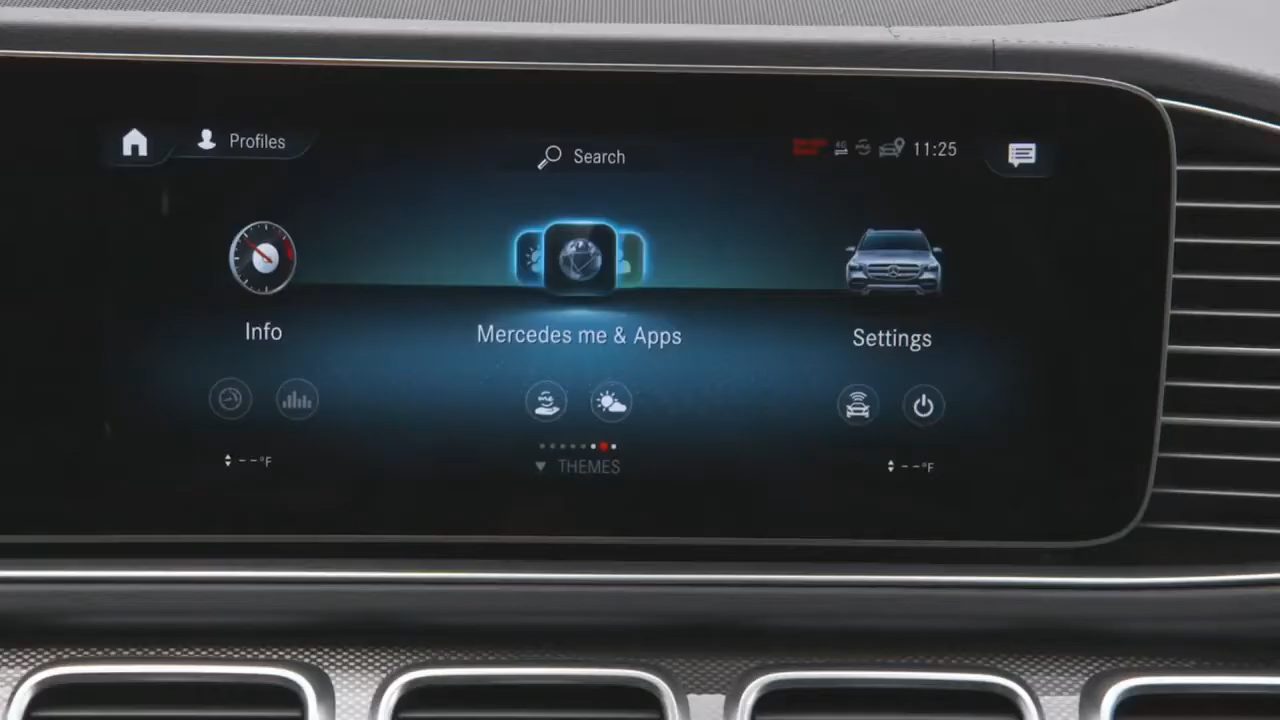 Profiles
Search
11:25
Info
Mercedes me & Apps
Settings
--°F
THEMES
--°F